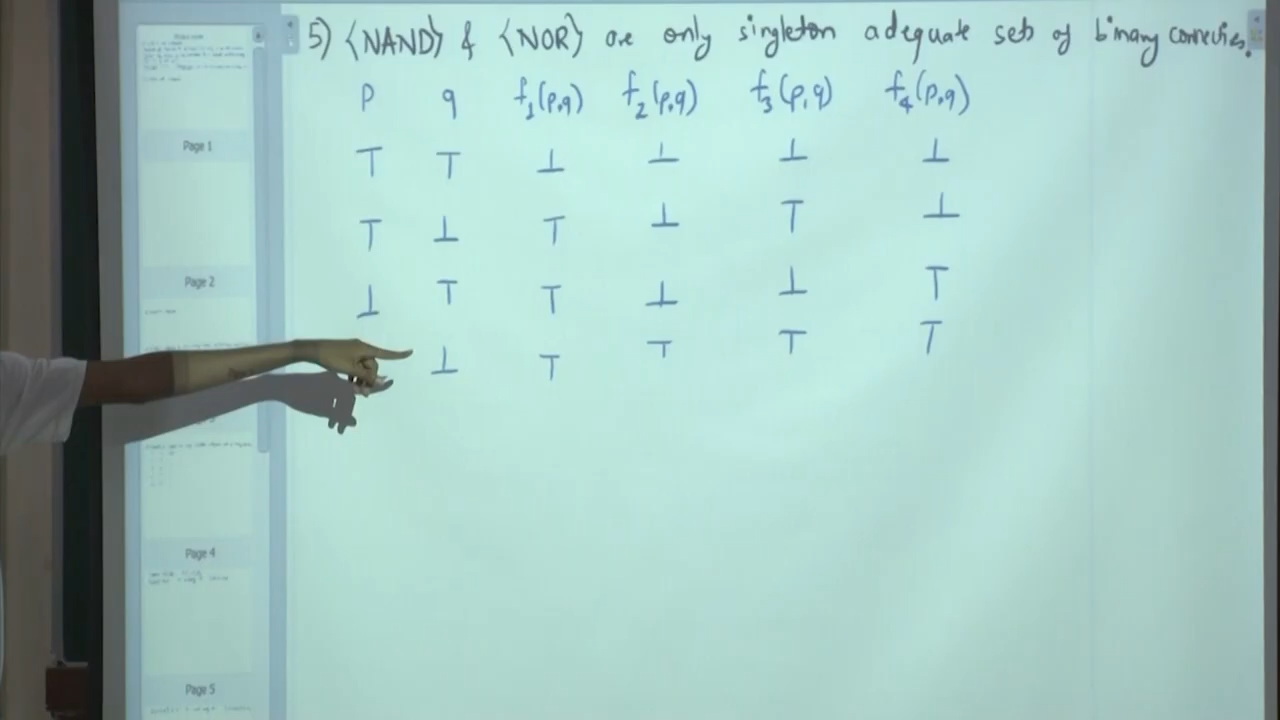 5) {NAND} & {NOR} are only singleton adequate sets of binary connectives.
p q f₁(p,q) f₂(p,q) f₃(p,q) f₄(p,q)
T T ⊥ ⊥ ⊥ ⊥
T ⊥ T ⊥ T ⊥
⊥ T T ⊥ ⊥ T
⊥ T T T T
Page 1
Page 2
Page 4
Page 5